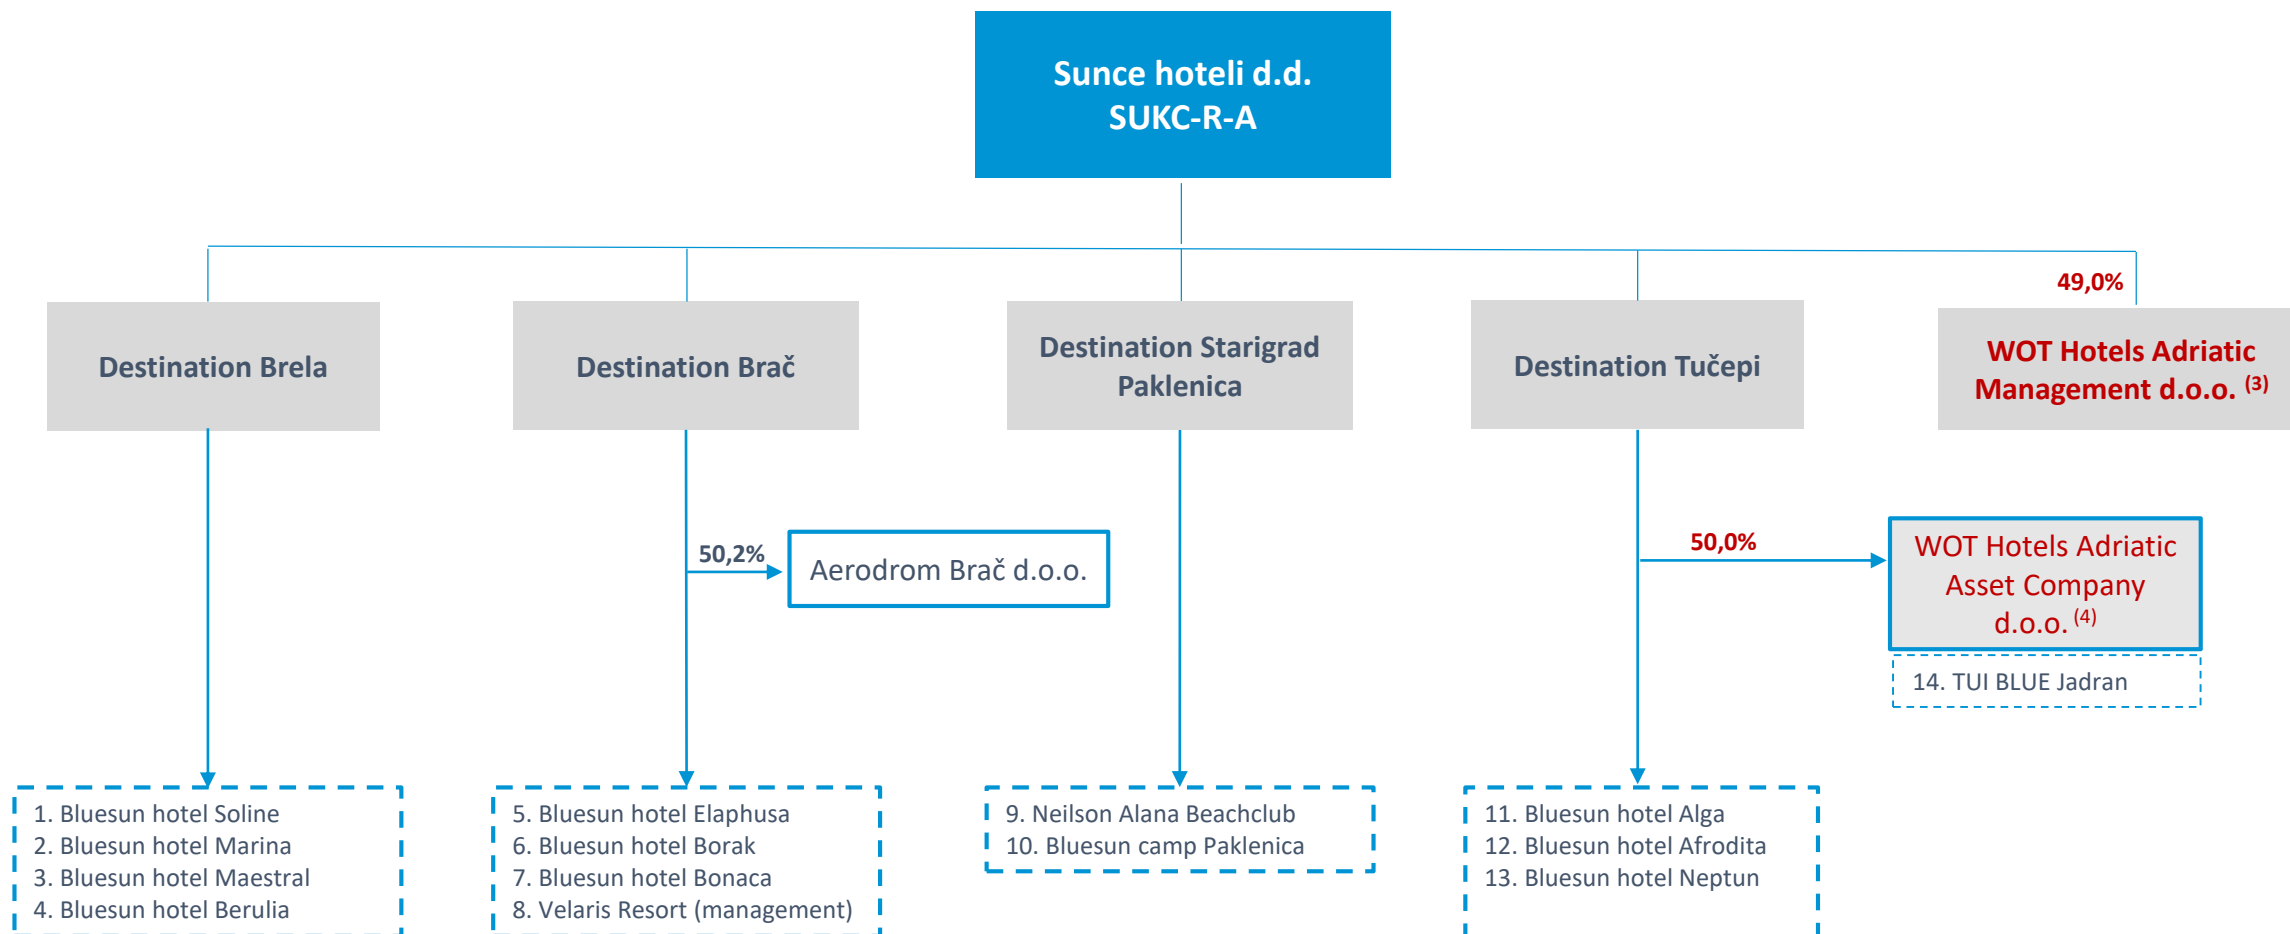 Sunce hoteli d.d.
SUKC-R-A
49,0%
Destination Brela
Destination Brač
Destination Starigrad
Paklenica
Destination Tučepi
WOT Hotels Adriatic
Management d.o.o. (3)
50,2%
Aerodrom Brač d.o.o.
50,0%
WOT Hotels Adriatic
Asset Company
d.o.o. (4)
14. TUI BLUE Jadran
1. Bluesun hotel Soline
2. Bluesun hotel Marina
3. Bluesun hotel Maestral
4. Bluesun hotel Berulia
5. Bluesun hotel Elaphusa
6. Bluesun hotel Borak
7. Bluesun hotel Bonaca
8. Velaris Resort (management)
9. Neilson Alana Beachclub
10. Bluesun camp Paklenica
11. Bluesun hotel Alga
12. Bluesun hotel Afrodita
13. Bluesun hotel Neptun